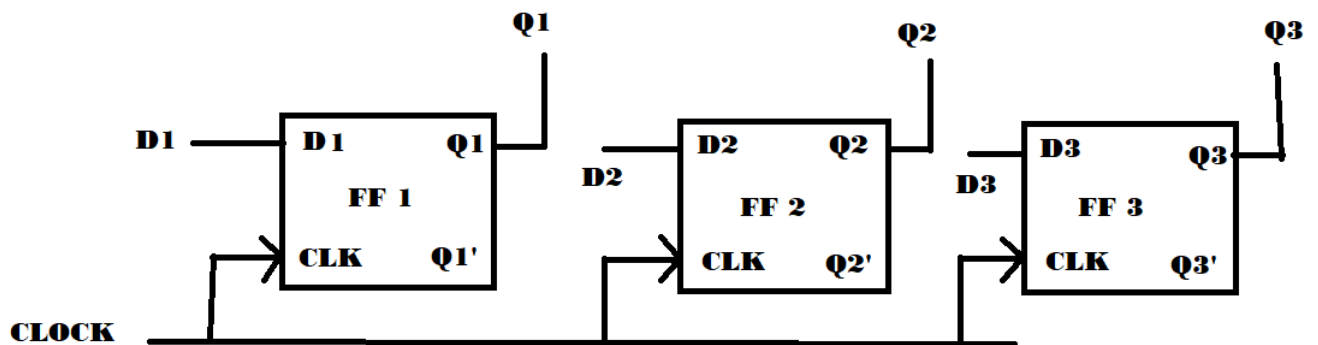 Q1
Q2
Q3
D1
D1
Q1
D2
D2
Q2
D3
D3
Q3
FF 1
FF 2
FF 3
CLK
Q1'
CLK
Q2'
CLK
Q3'
CLOCK